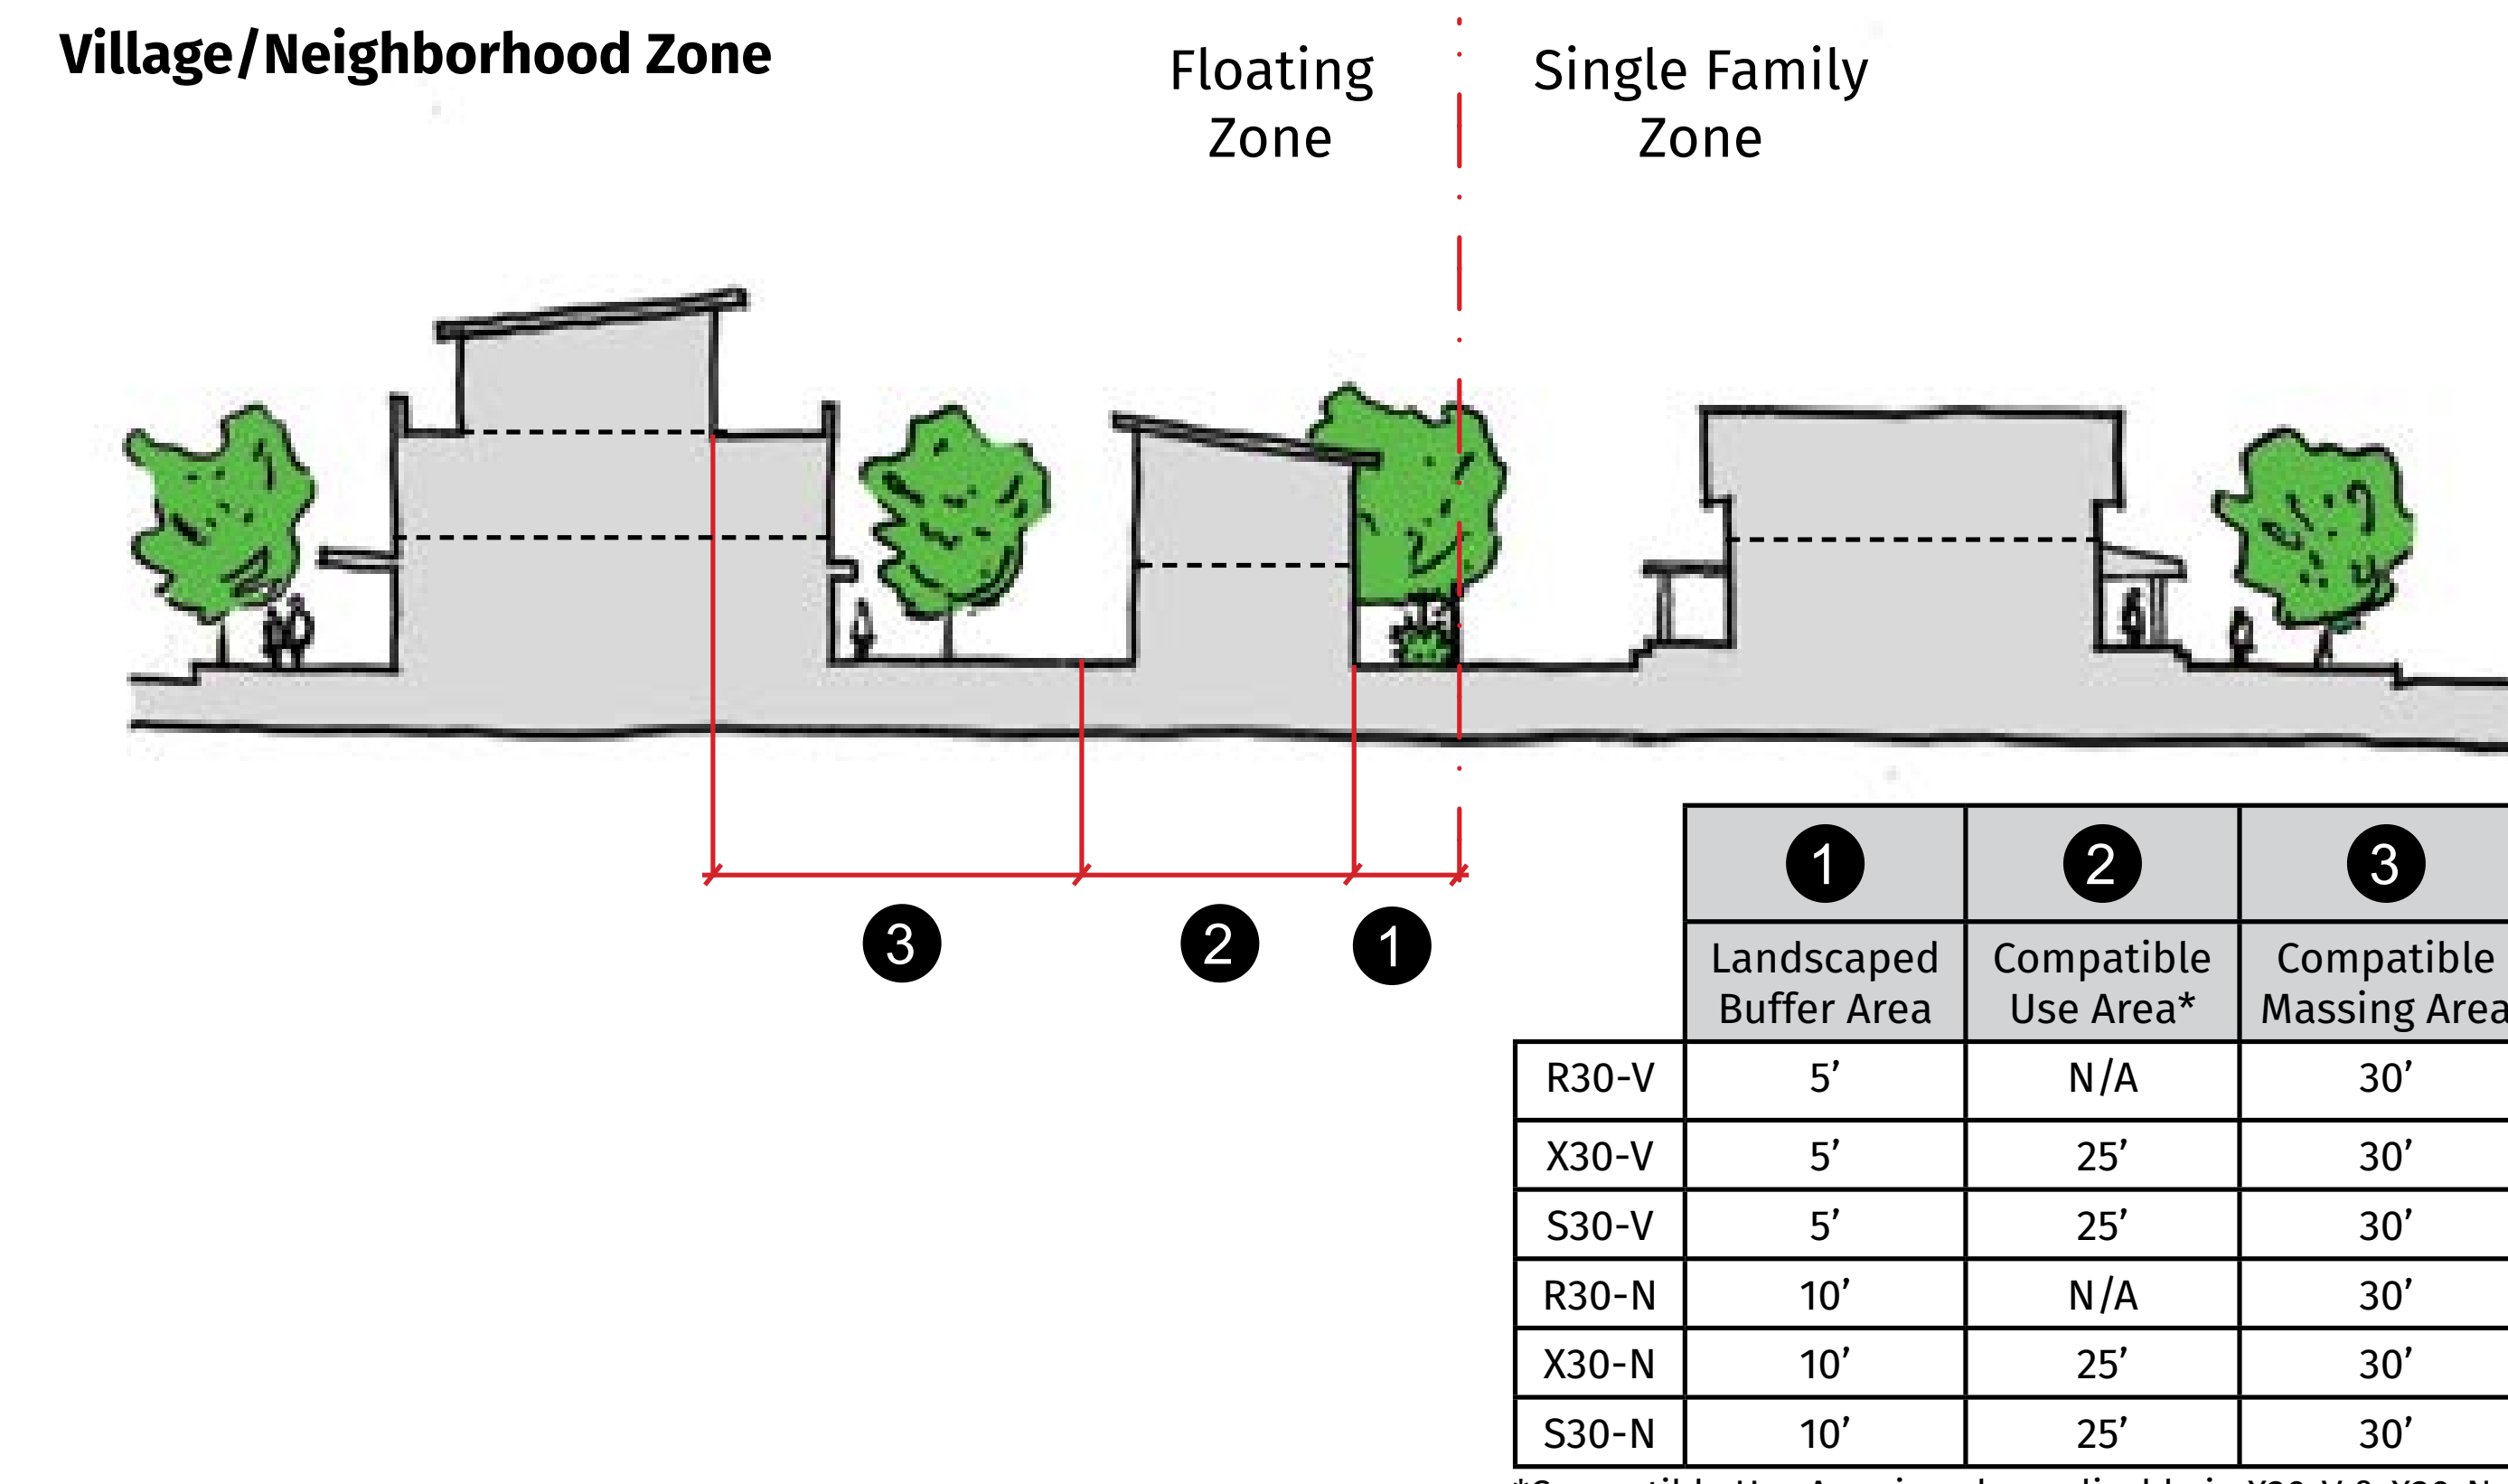 Village/Neighborhood Zone
Floating
Zone
Single Family
Zone
3
2
1
1
2
3
Landscaped
Buffer Area
Compatible
Use Area*
Compatible
Massing Area
R30-V
5’
N/A
30’
X30-V
5’
25’
30’
S30-V
5’
25’
30’
R30-N
10’
N/A
30’
X30-N
10’
25’
30’
S30-N
10’
25’
30’